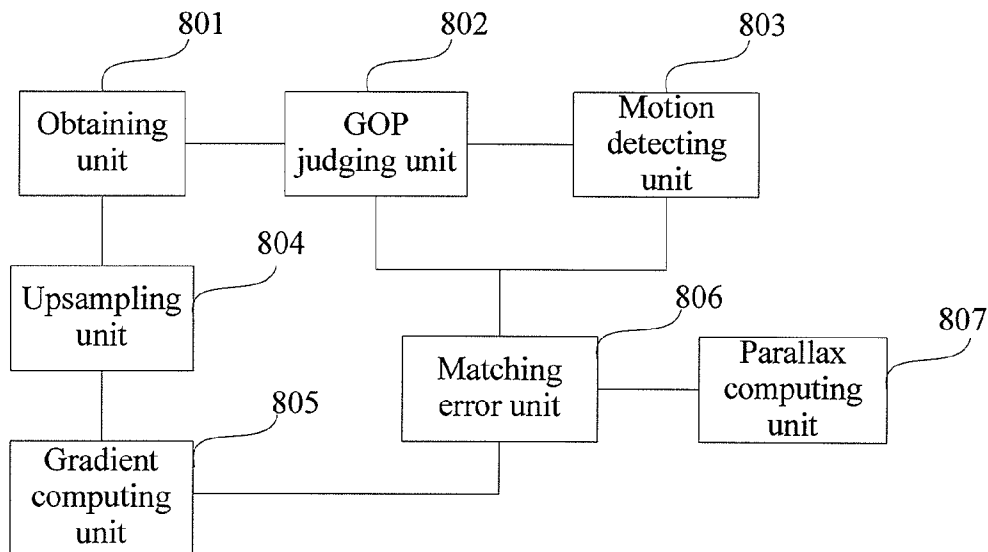 801
802
803
Obtaining
unit
GOP
judging unit
Motion
detecting
unit
804
Upsampling
unit
806
807
Matching
error unit
Parallax
computing
unit
805
Gradient
computing
unit